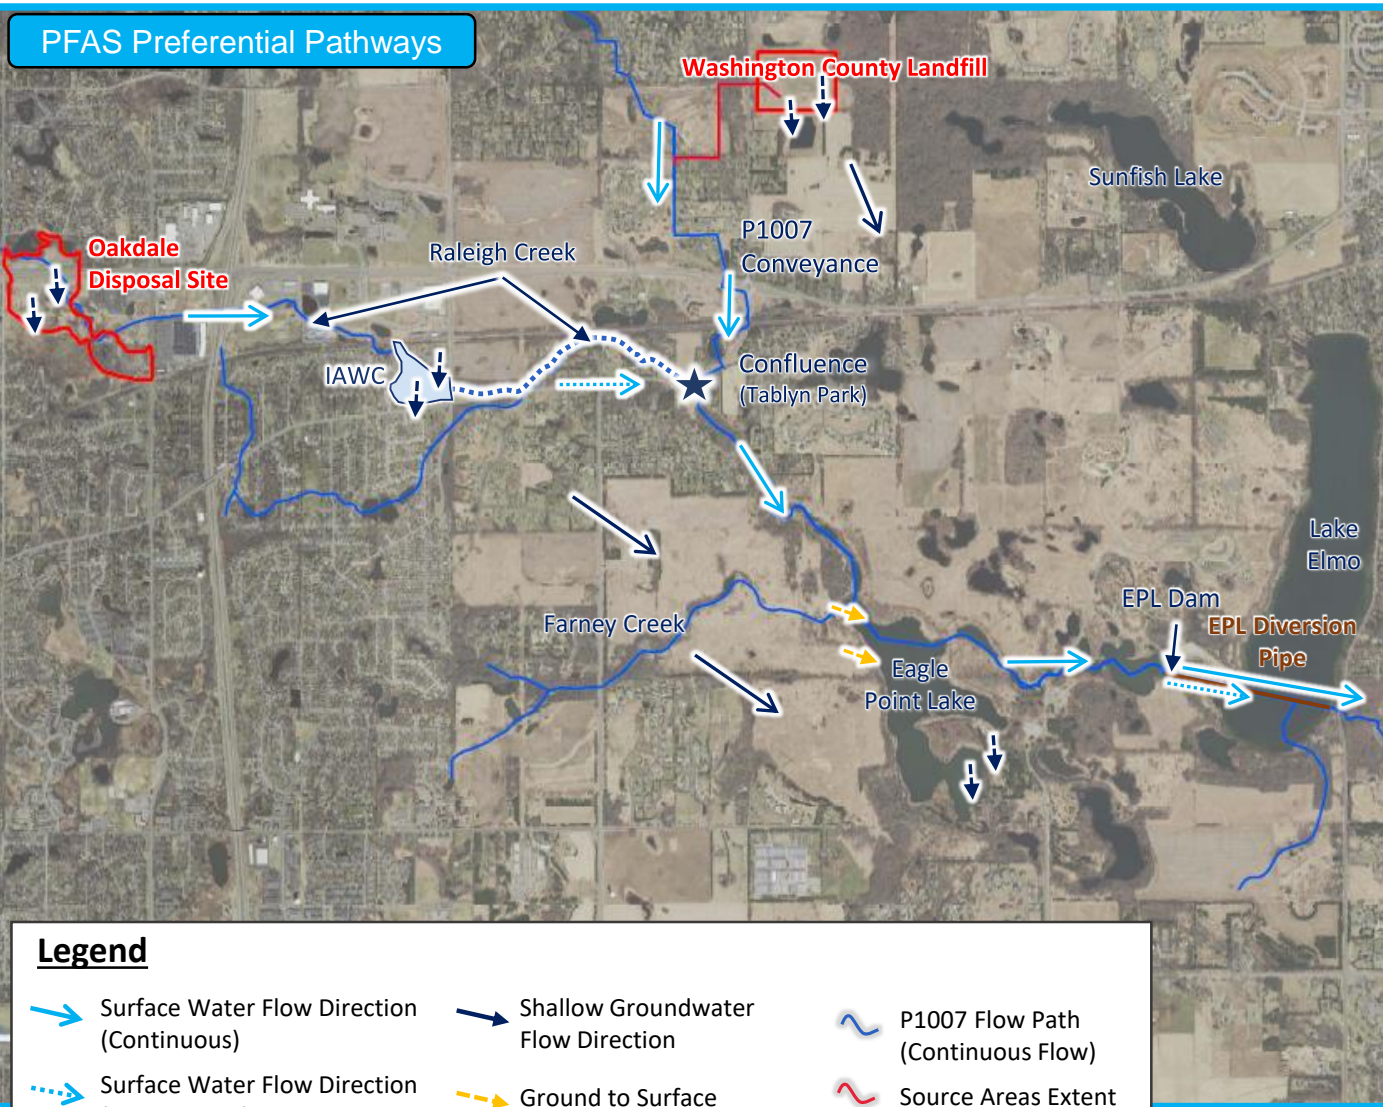 PFAS Preferential Pathways
Washington County Landfill
Sunfish Lake
Oakdale
Disposal Site
Raleigh Creek
P1007
Conveyance
IAWC
Confluence
(Tablyn Park)
Lake
Elmo
EPL Dam
EPL Diversion
Pipe
Farney Creek
Eagle
Point Lake
Legend
Surface Water Flow Direction
(Continuous)
Shallow Groundwater
Flow Direction
P1007 Flow Path
(Continuous Flow)
Surface Water Flow Direction
Ground to Surface
Source Areas Extent